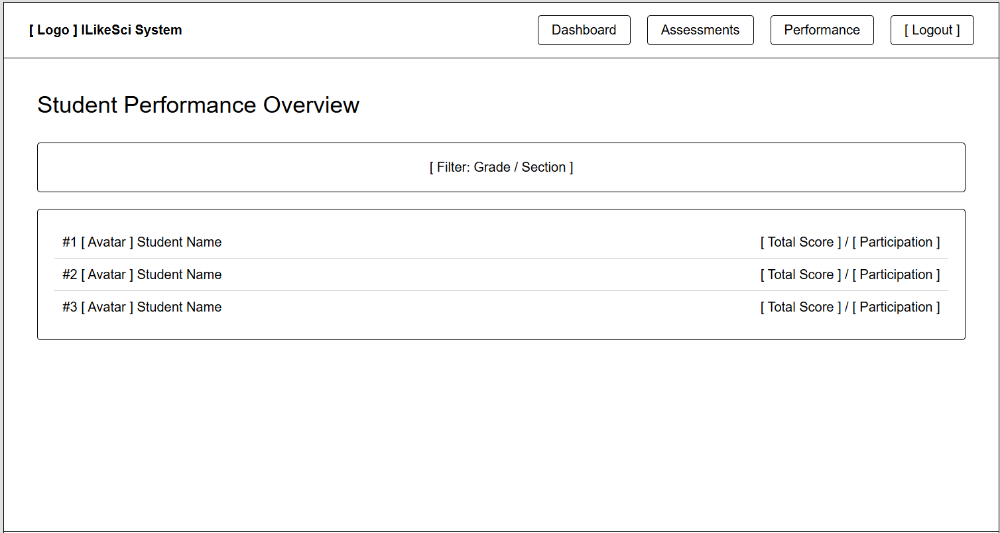 [ Logo ] ILikeSci System
Dashboard
Assessments
Performance
[ Logout ]
Student Performance Overview
[ Filter: Grade / Section ]
#1 [ Avatar ] Student Name
[ Total Score ] / [ Participation ]
#2 [ Avatar ] Student Name
[ Total Score ] / [ Participation ]
#3 [ Avatar ] Student Name
[ Total Score ] / [ Participation ]